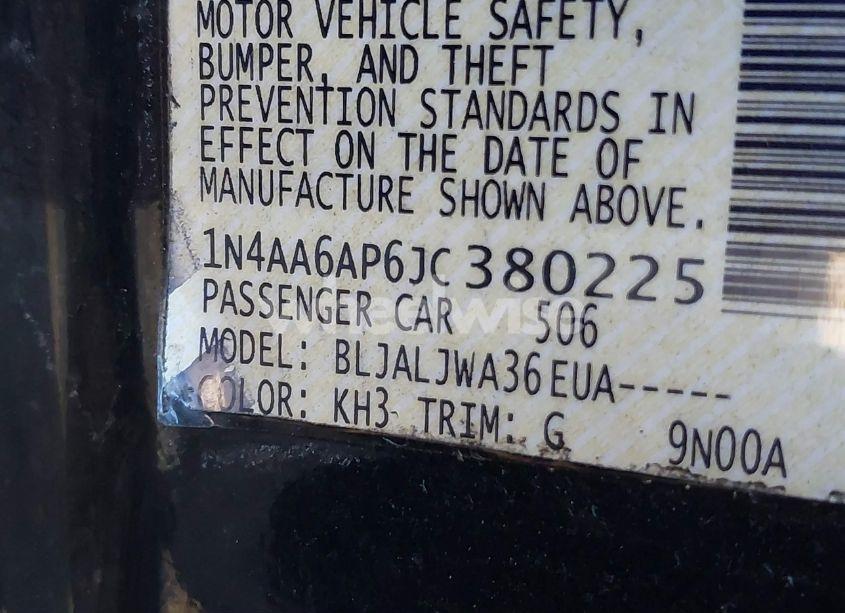 MOTOR VEHICLE SAFETY,
BUMPER, AND THEFT
PREVENTION STANDARDS IN
EFFECT ON THE DATE OF
MANUFACTURE SHOWN ABOVE.
1N4AA6AP6JC380225
PASSENGER CAR 506
MODEL: BLJALJWA36EUA-----
COLOR: KH3 TRIM: G 9N00A
wheelwise